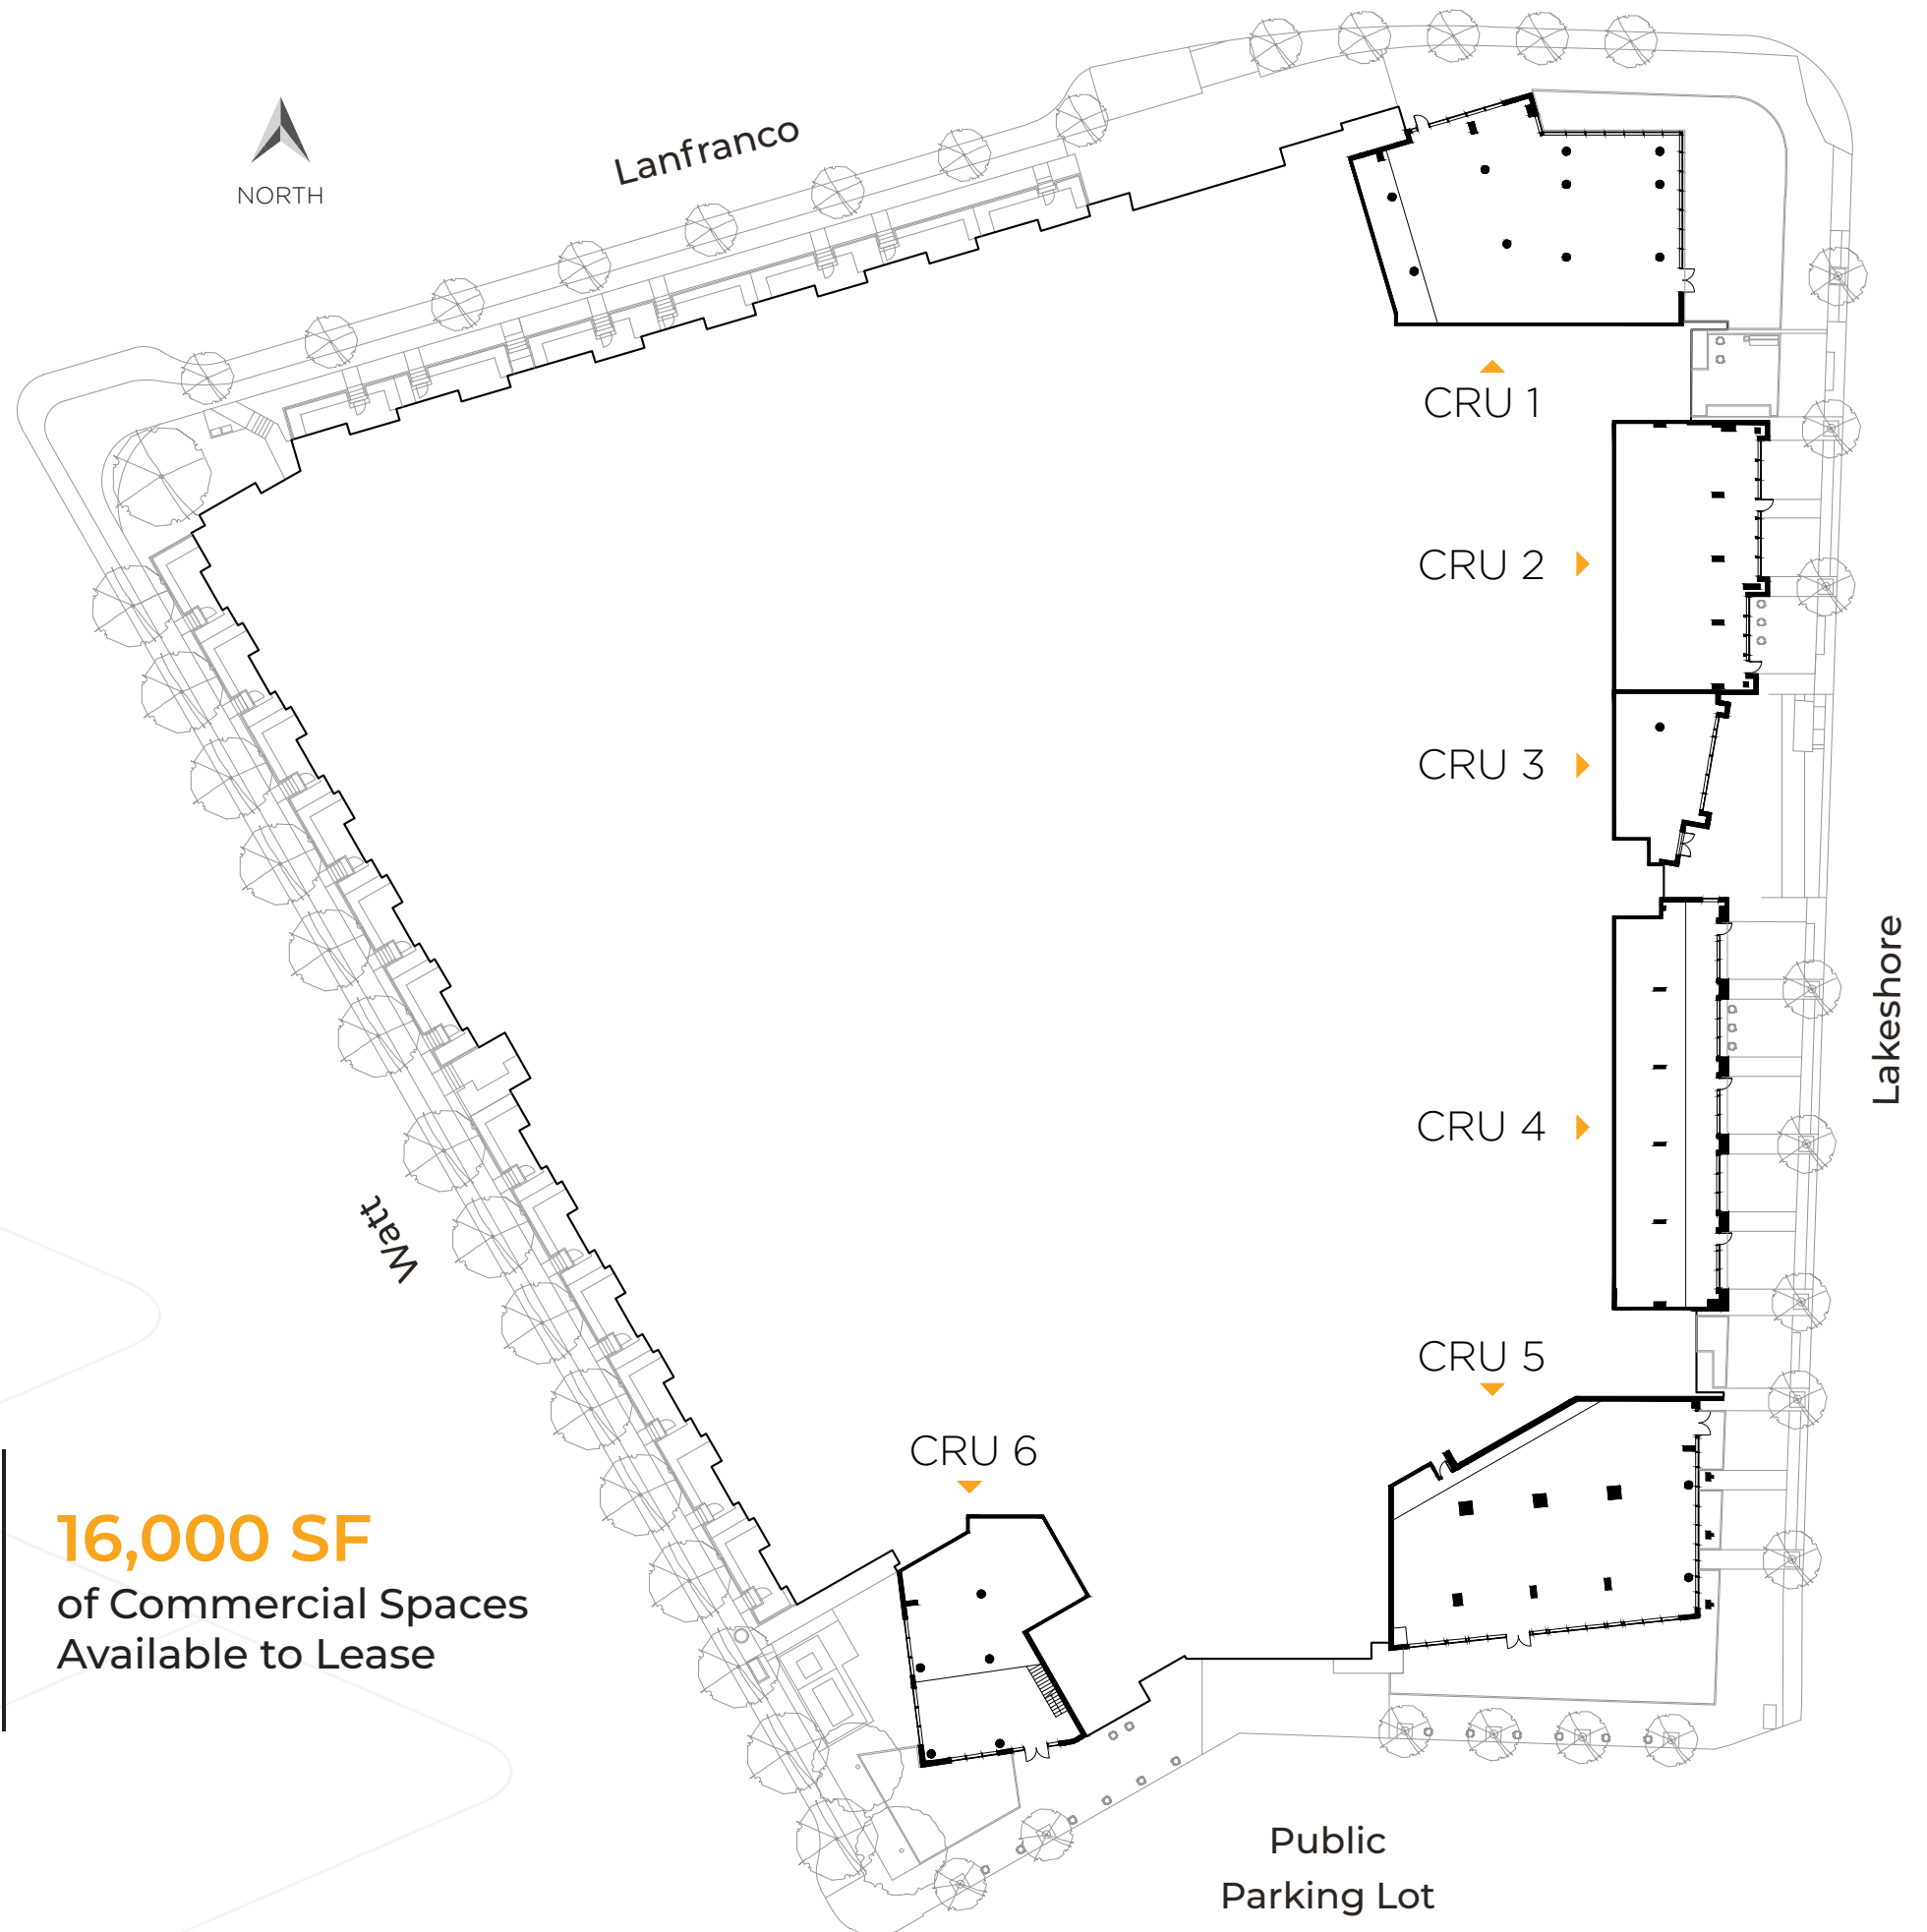 Lanfranco
NORTH
CRU 1
CRU 2
CRU 3
Lakeshore
CRU 4
Watt
CRU 5
CRU 6
16,000 SF
of Commercial Spaces
Available to Lease
Public
Parking Lot